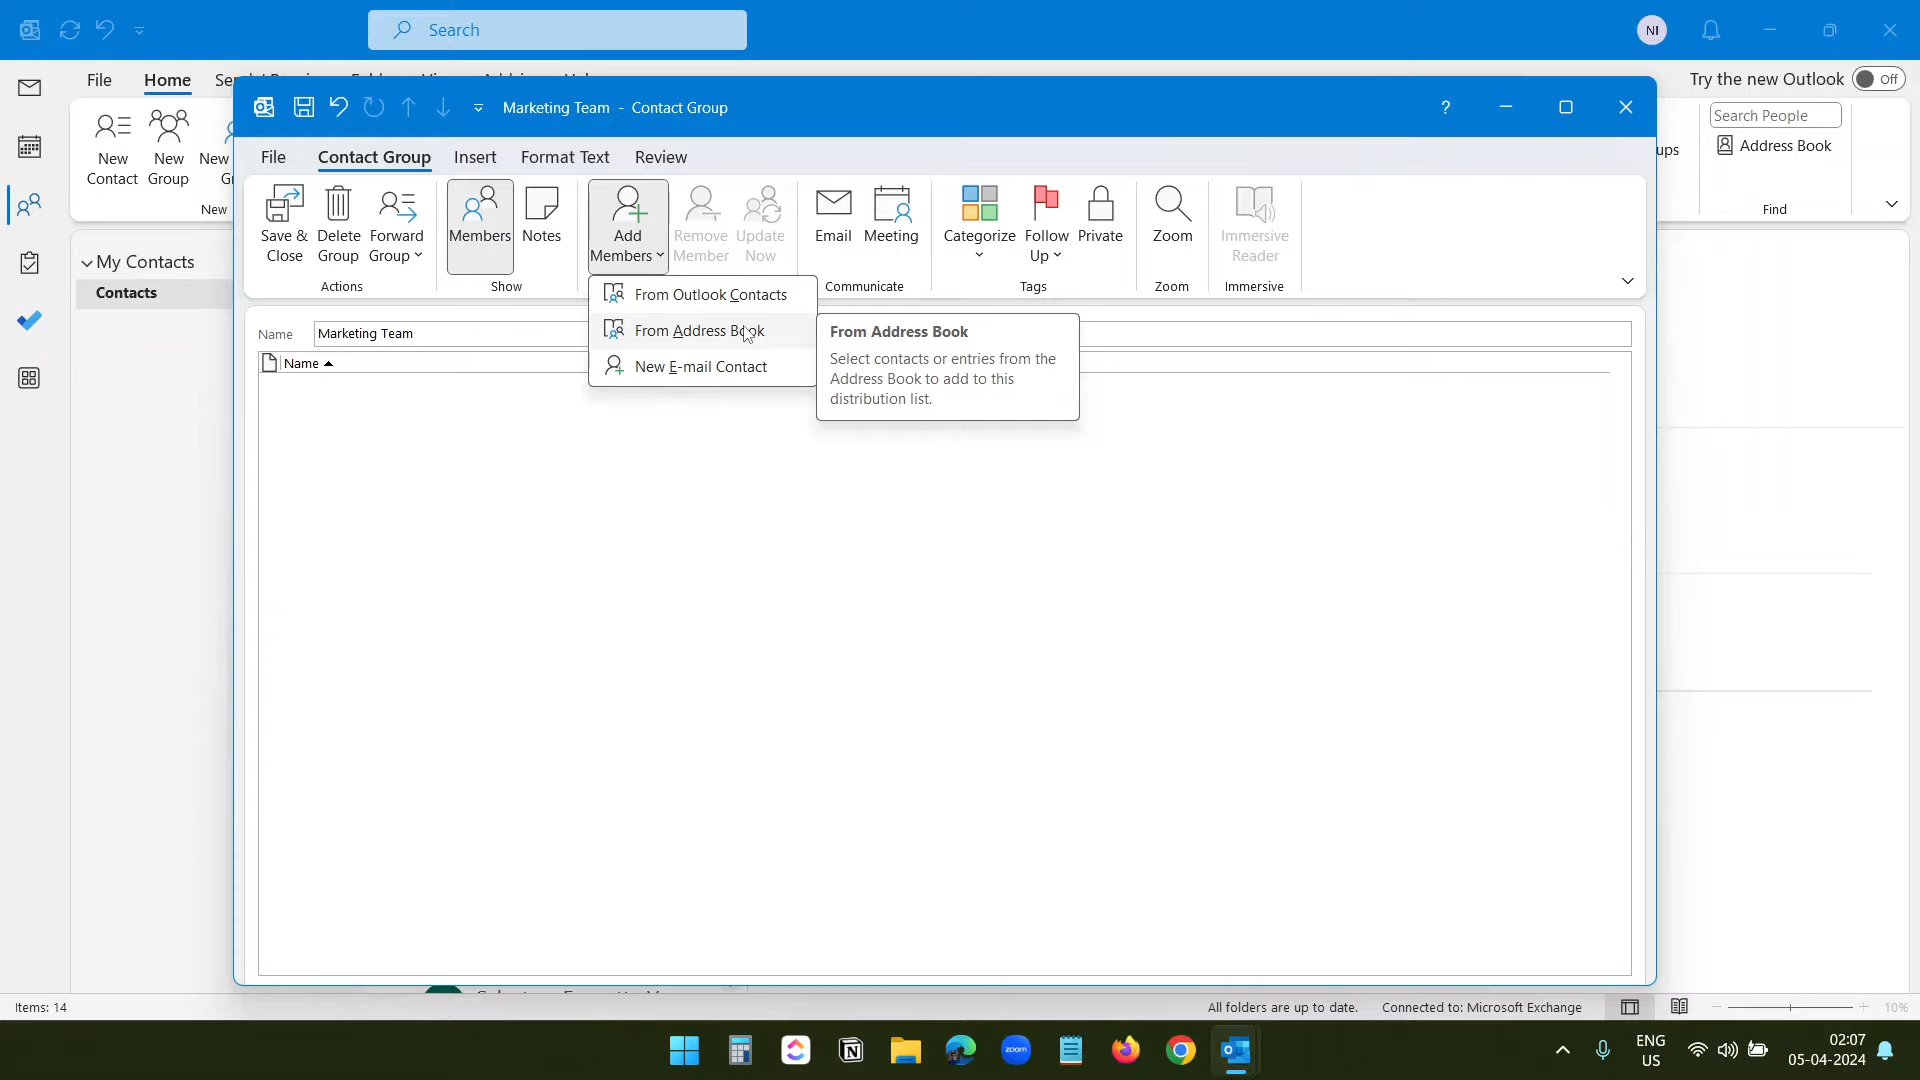 Search
NI
File
Home
Try the new Outlook
Off
New Contact
New Group
New
New
ups
Search People
Address Book
Find
My Contacts
Contacts
Marketing Team - Contact Group
?
File
Contact Group
Insert
Format Text
Review
Save & Close
Delete Group
Forward Group
Actions
Members
Notes
Show
Add Members
Remove Member
Update Now
Email
Meeting
Communicate
Categorize
Follow Up
Private
Tags
Zoom
Zoom
Immersive Reader
Immersive
From Outlook Contacts
From Address Book
New E-mail Contact
From Address Book
Select contacts or entries from the
Address Book to add to this
distribution list.
Name
Marketing Team
Name
Items: 14
All folders are up to date.
Connected to: Microsoft Exchange
10%
zoom
ENG
US
02:07
05-04-2024